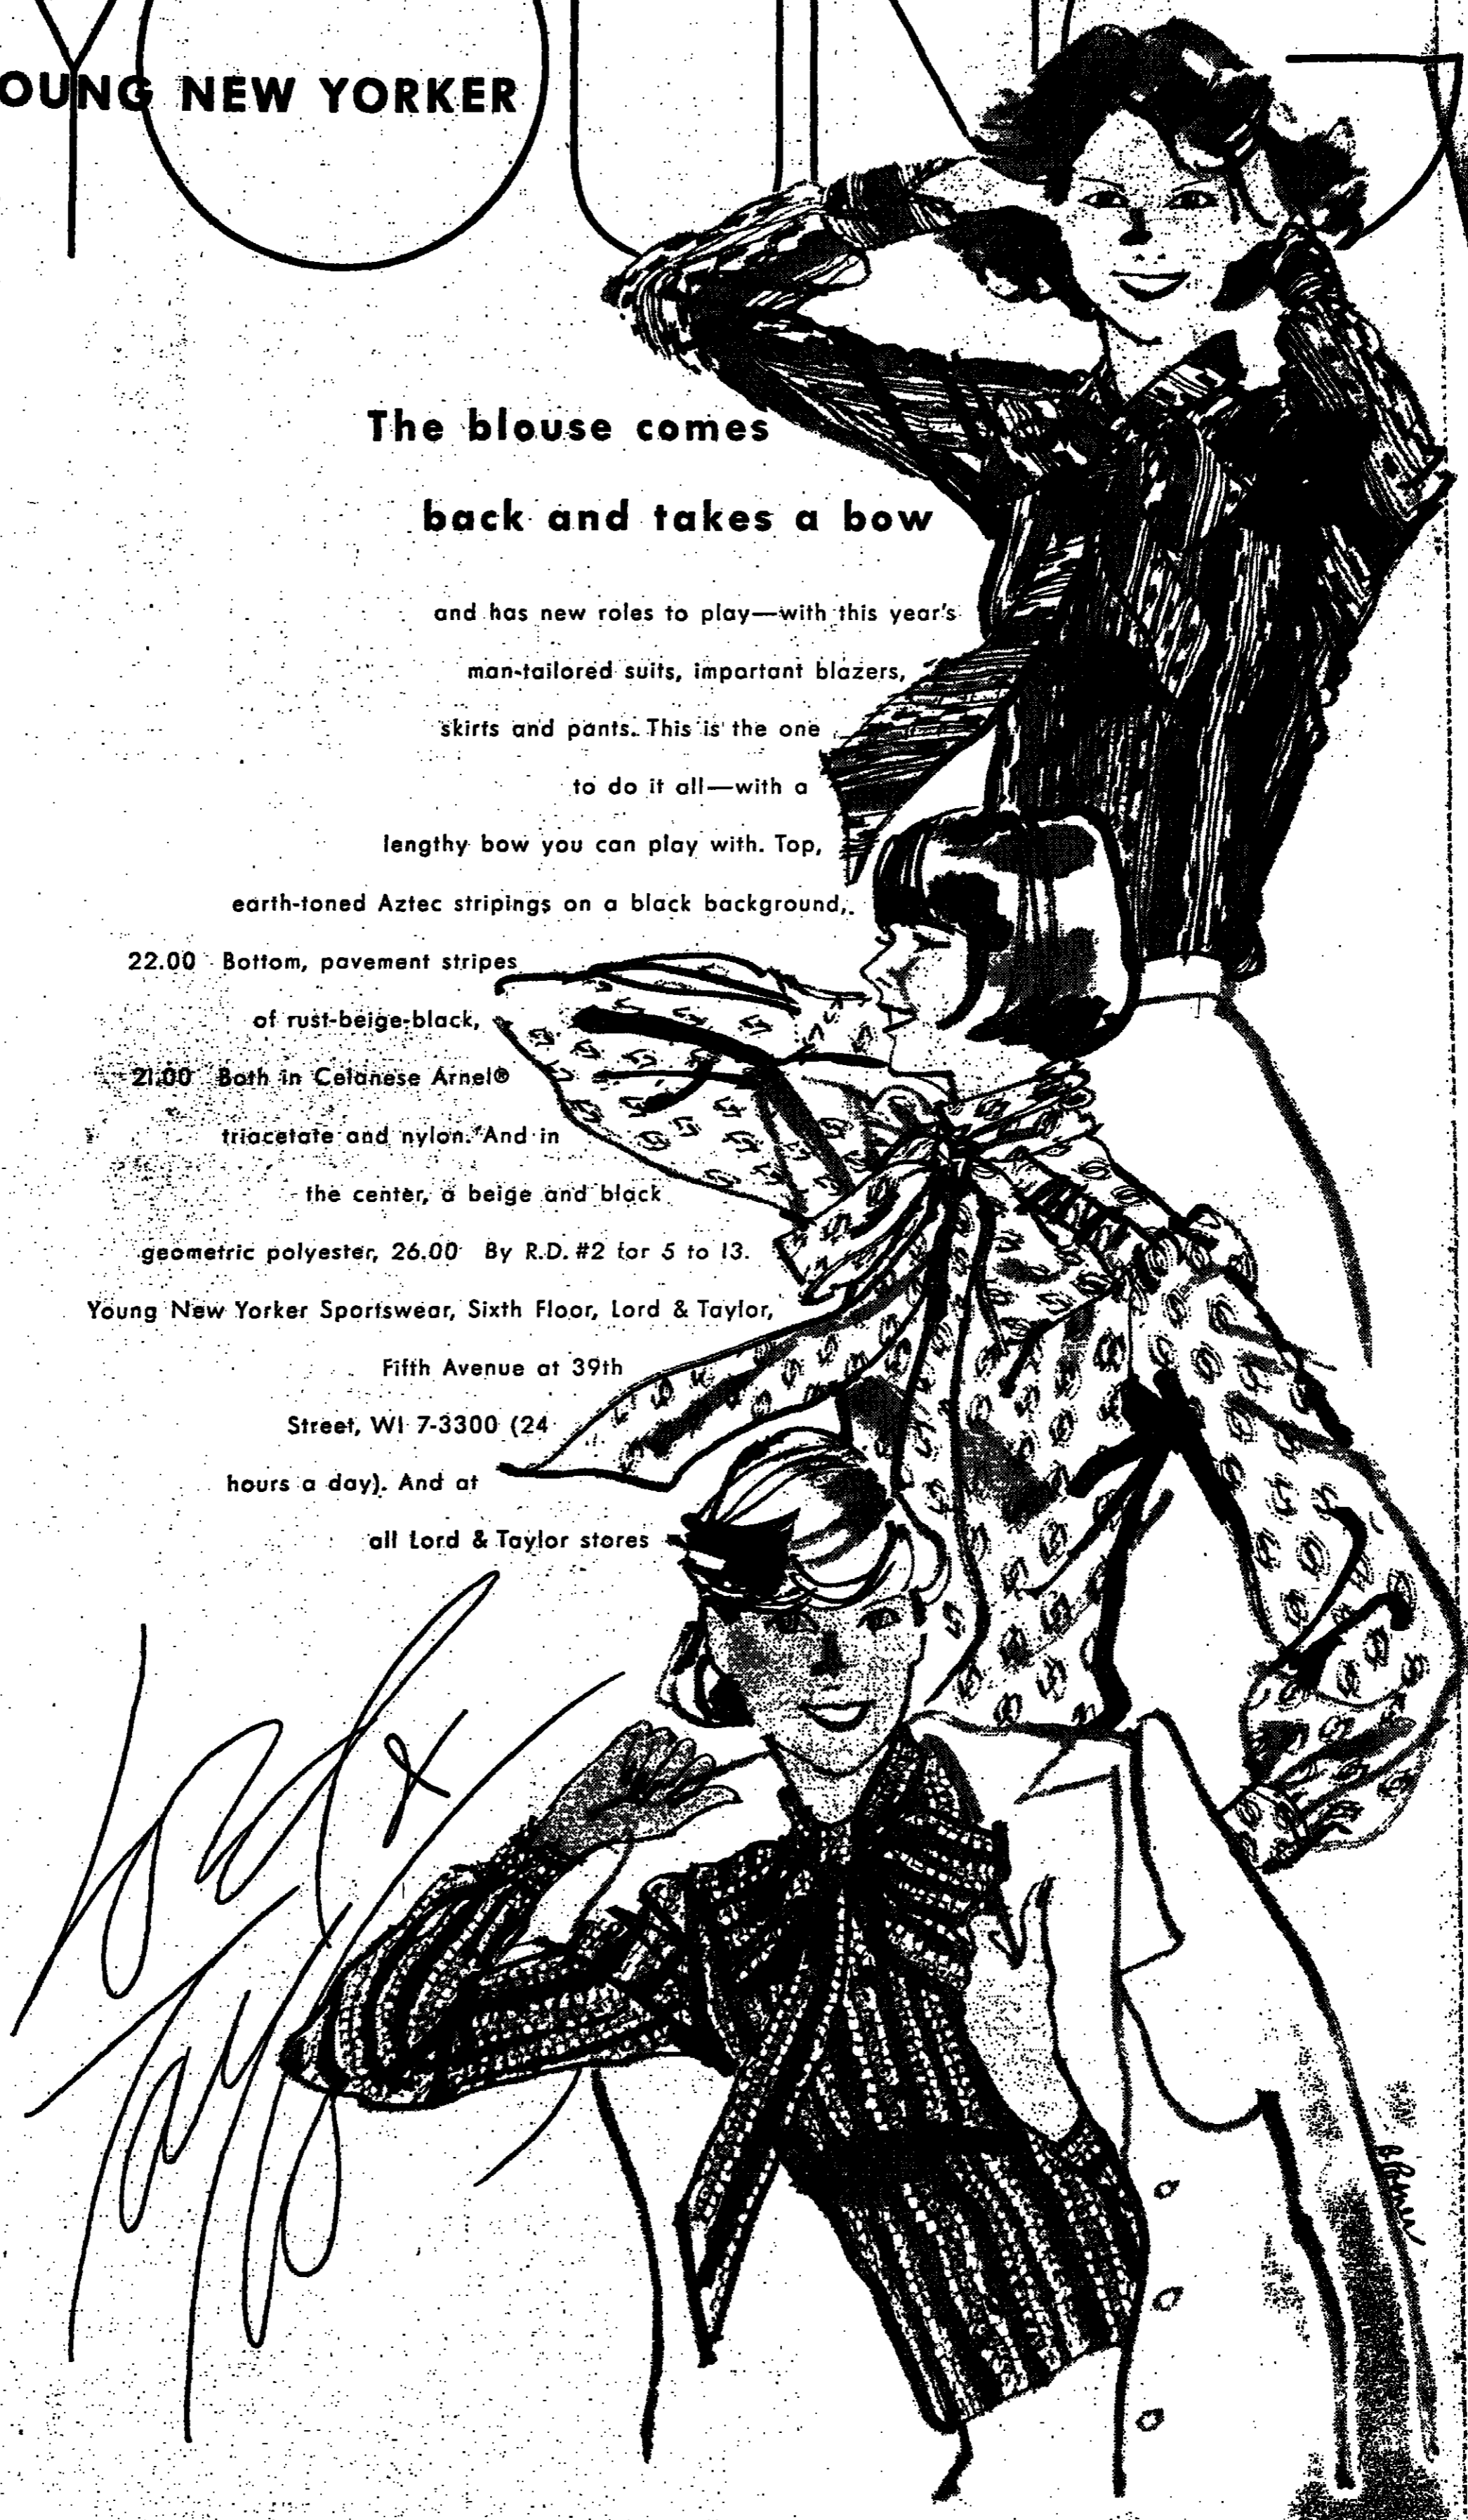 YOUNG
OUNG NEW YORKER
The blouse comes
back and takes a bow
and has new roles to play—with this year's
man-tailored suits, important blazers,
skirts and pants. This is the one
to do it all—with a
lengthy bow you can play with. Top,
earth-toned Aztec stripings on a black background,
22.00 Bottom, pavement stripes
of rust-beige-black,
21.00 Both in Celanese Arnel®
triacetate and nylon. And in
the center, a beige and black
geometric polyester, 26.00 By R.D. #2 for 5 to 13.
Young New Yorker Sportswear, Sixth Floor, Lord & Taylor,
Fifth Avenue at 39th
Street, WI 7-3300 (24
hours a day). And at
all Lord & Taylor stores
Lord &
Taylor